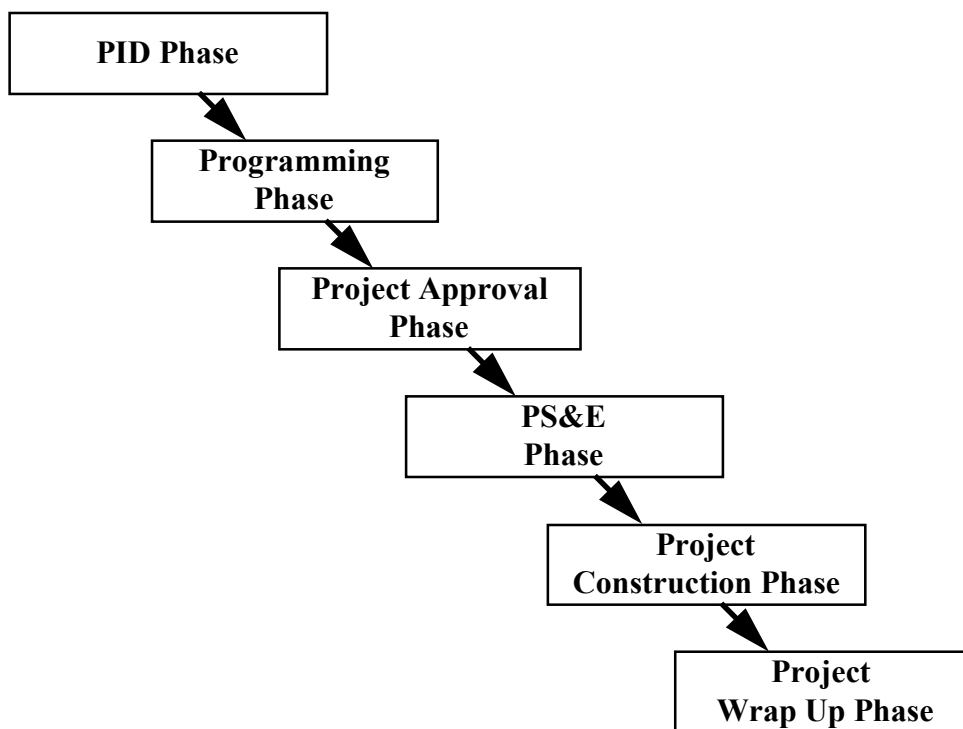 PID Phase
Programming
Phase
Project Approval
Phase
PS&E
Phase
Project
Construction Phase
Project
Wrap Up Phase